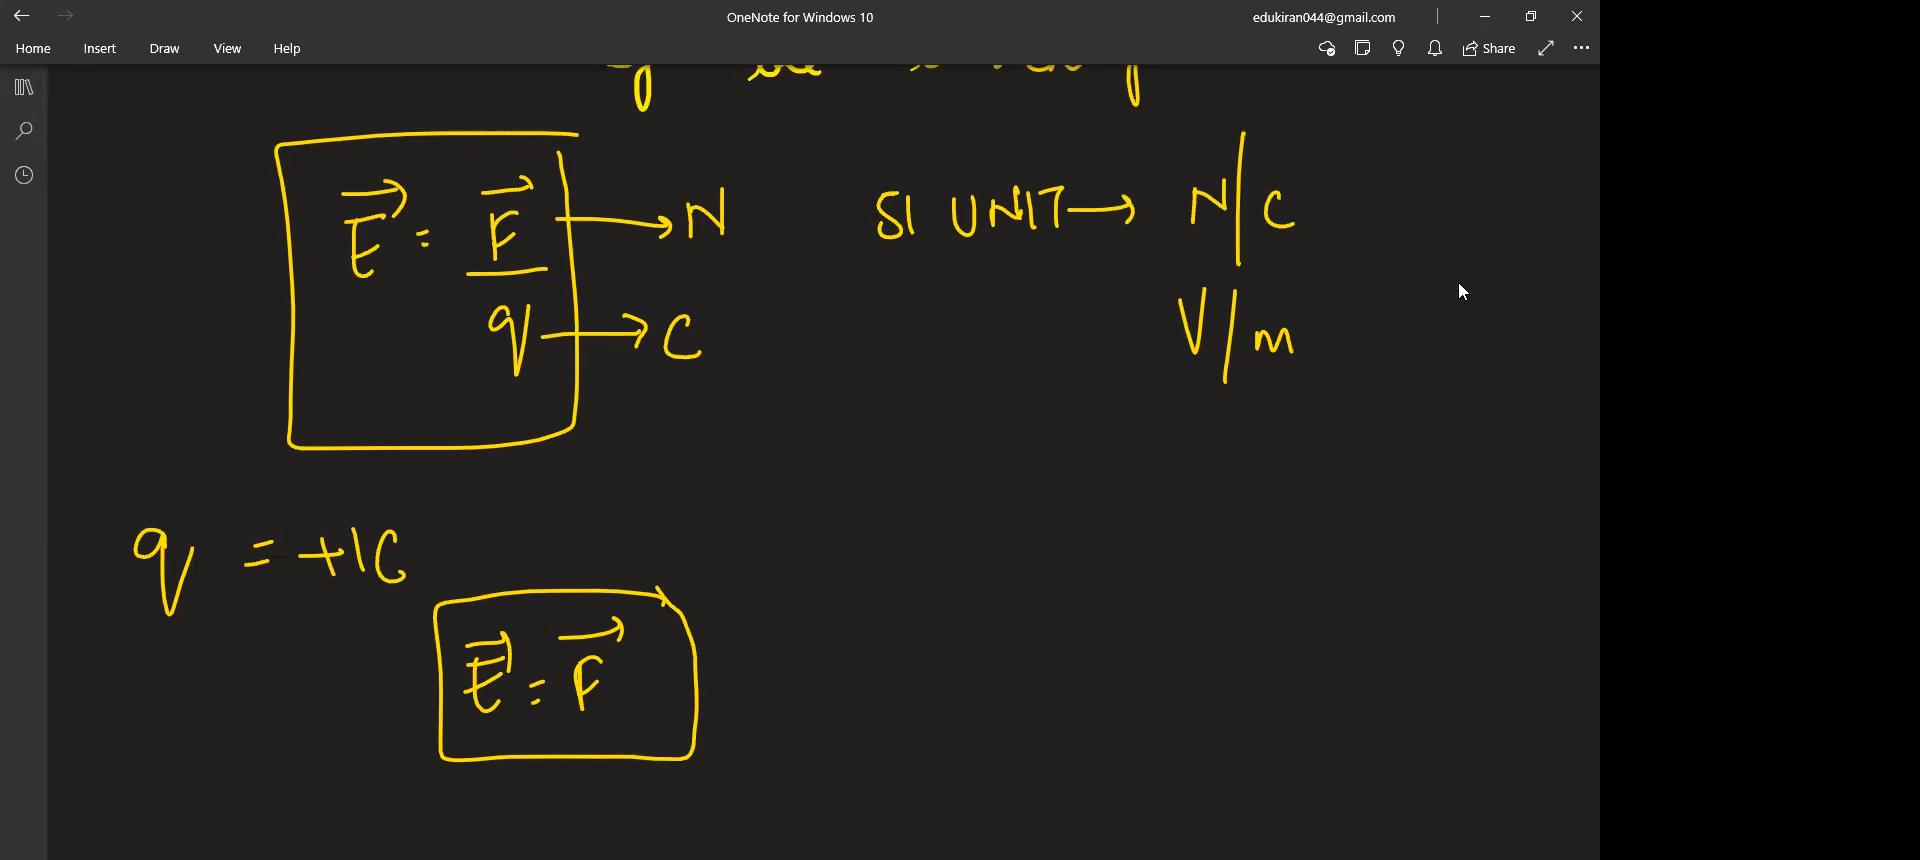 OneNote for Windows 10
edukiran044@gmail.com
Home Insert Draw View Help
Share
E⃗ = F⃗ → N
q → C
SI UNIT → N/C
V/m
q = +1C
E⃗ = F⃗